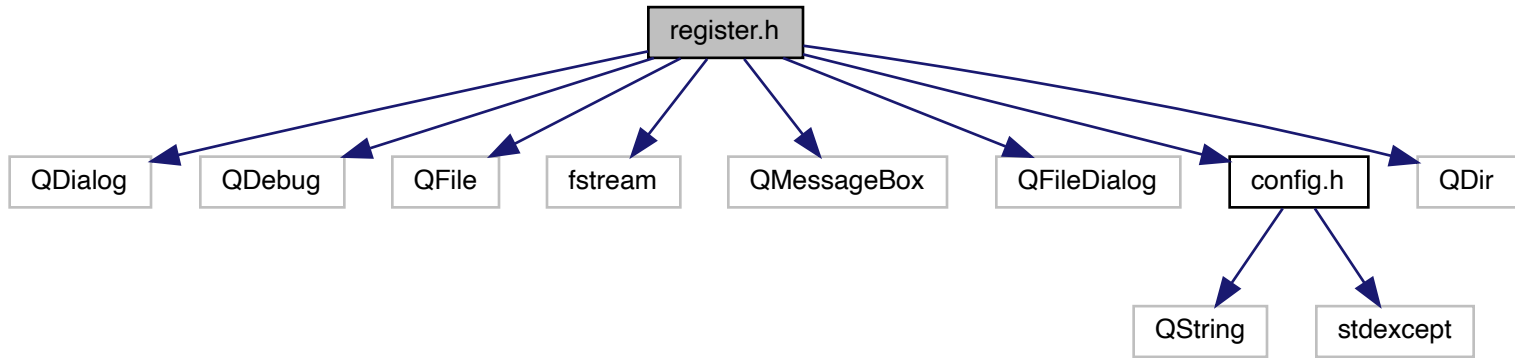 register.h
QDialog
QDebug
QFile
fstream
QMessageBox
QFileDialog
config.h
QDir
QString
stdexcept